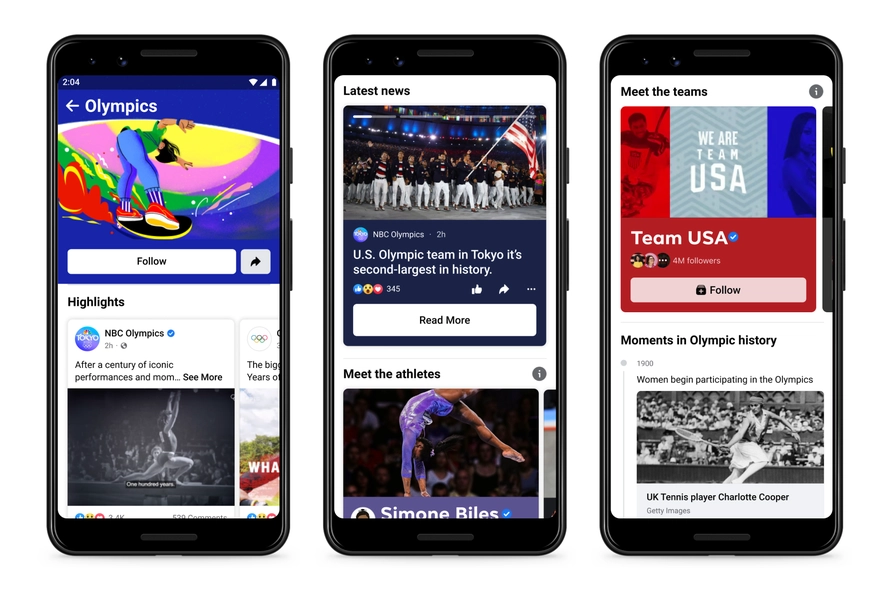 2:04
Olympics
Follow
Highlights
NBC Olympics
2h
After a century of iconic
performances and mom... See More
The bigg
Years of
One hundred years.
WHA
3.4K
529 Comments
Latest news
NBC Olympics · 2h
U.S. Olympic team in Tokyo it's
second-largest in history.
345
Read More
Meet the athletes
Simone Biles
Meet the teams
WE ARE
TEAM
USA
Team USA
4M followers
Follow
Moments in Olympic history
1900
Women begin participating in the Olympics
UK Tennis player Charlotte Cooper
Getty Images